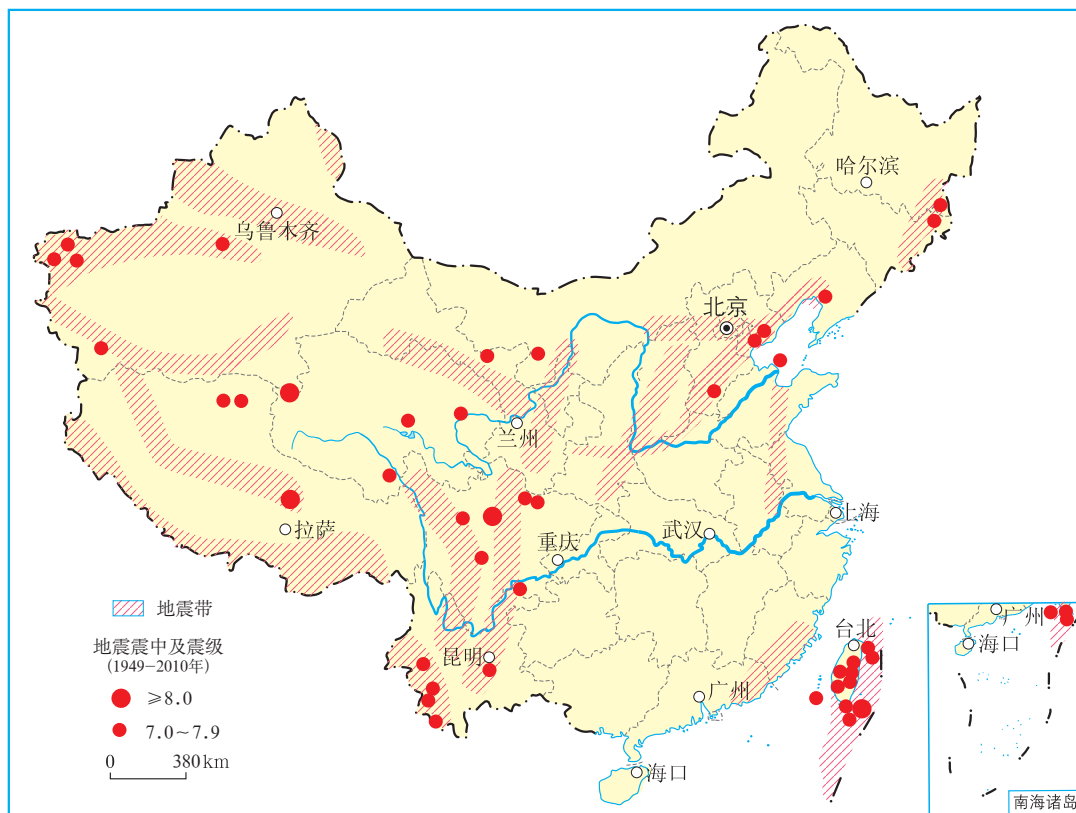 哈尔滨
乌鲁木齐
北京
兰州
拉萨
上海
武汉
重庆
台北
昆明
广州
海口
地震带
地震震中及震级
(1949-2010年)
≥8.0
7.0~7.9
0 380km
广州
海口
南海诸岛